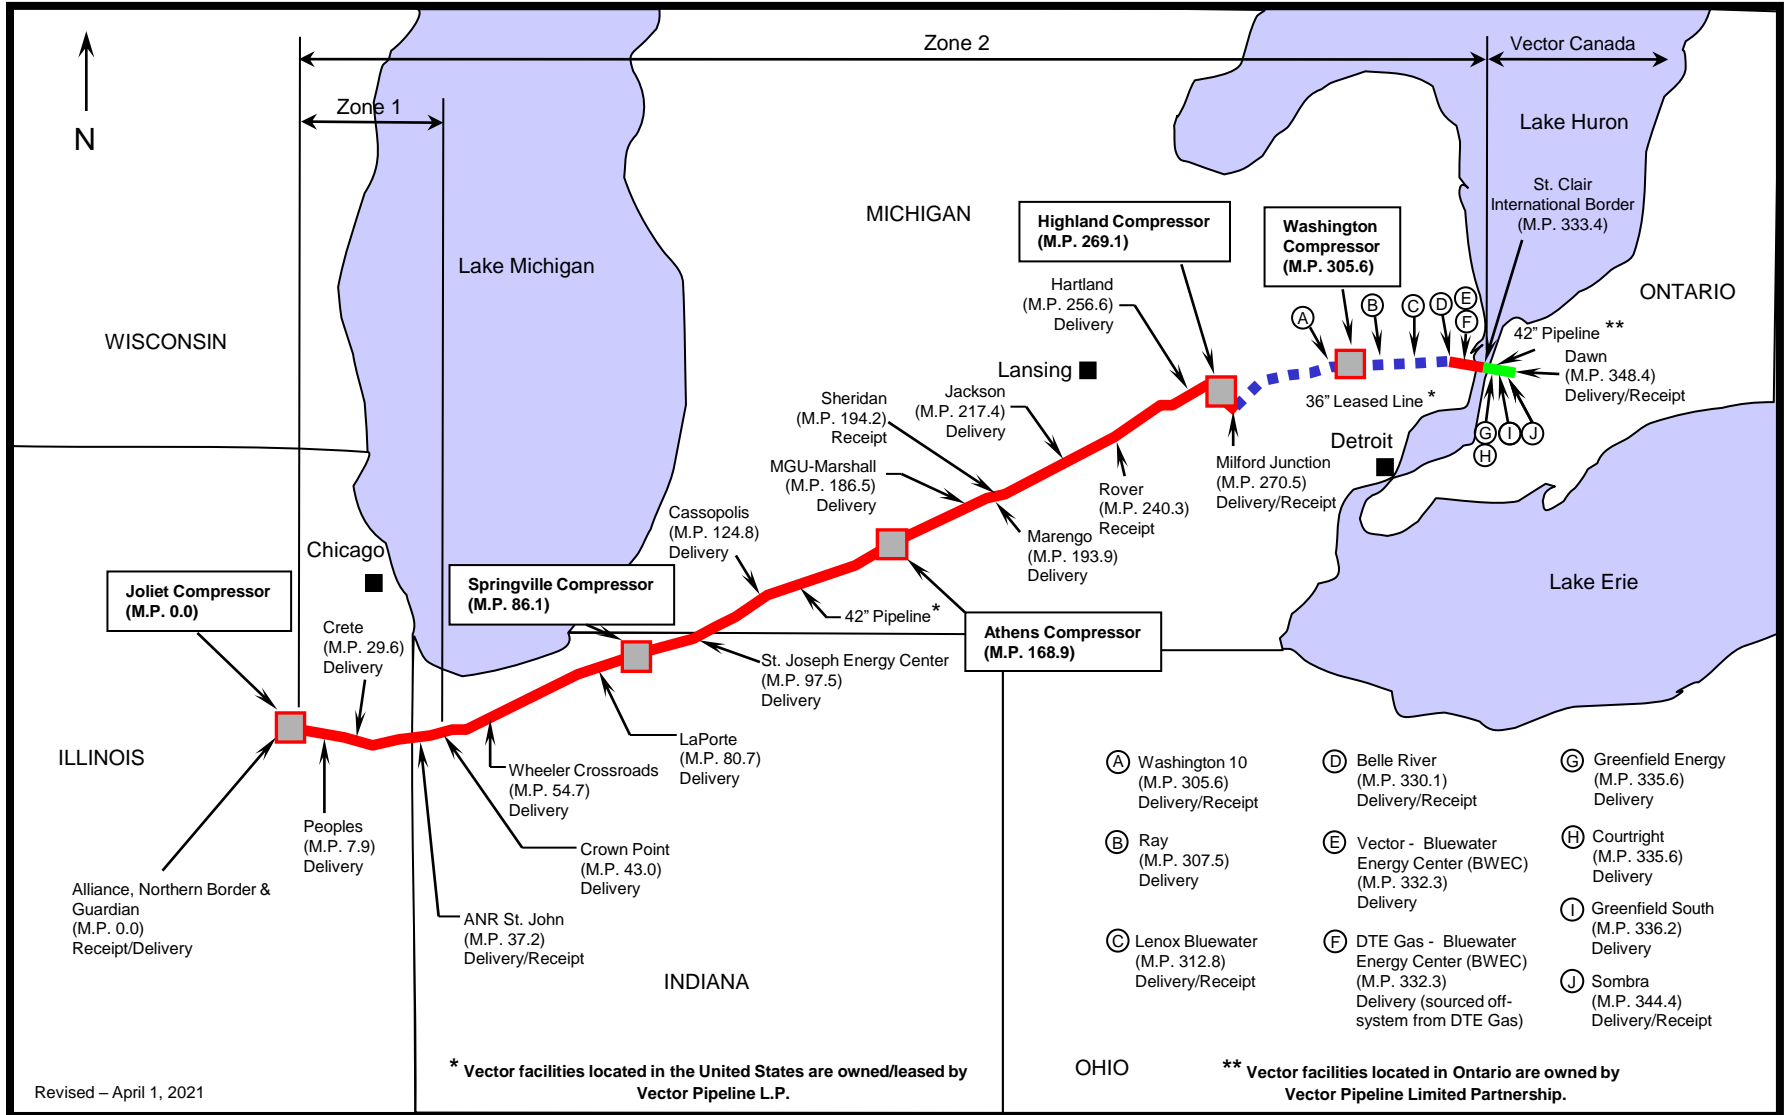 Zone 2
Vector Canada
Zone 1
N
Lake Huron
St. Clair
International Border
(M.P. 333.4)
MICHIGAN
Highland Compressor
(M.P. 269.1)
Washington
Compressor
(M.P. 305.6)
Lake Michigan
ONTARIO
WISCONSIN
Hartland
(M.P. 256.6)
Delivery
A
B
C
D
E
F
42” Pipeline **
Dawn
(M.P. 348.4)
Delivery/Receipt
Lansing
36” Leased Line *
Sheridan
(M.P. 194.2)
Receipt
Jackson
(M.P. 217.4)
Delivery
Detroit
G
H
I
J
MGU-Marshall
(M.P. 186.5)
Delivery
Milford Junction
(M.P. 270.5)
Delivery/Receipt
Rover
(M.P. 240.3)
Receipt
Cassopolis
(M.P. 124.8)
Delivery
Marengo
(M.P. 193.9)
Delivery
Chicago
Lake Erie
Joliet Compressor
(M.P. 0.0)
Springville Compressor
(M.P. 86.1)
42” Pipeline*
Athens Compressor
(M.P. 168.9)
Crete
(M.P. 29.6)
Delivery
St. Joseph Energy Center
(M.P. 97.5)
Delivery
ILLINOIS
LaPorte
(M.P. 80.7)
Delivery
Wheeler Crossroads
(M.P. 54.7)
Delivery
Peoples
(M.P. 7.9)
Delivery
Crown Point
(M.P. 43.0)
Delivery
Alliance, Northern Border &
Guardian
(M.P. 0.0)
Receipt/Delivery
ANR St. John
(M.P. 37.2)
Delivery/Receipt
INDIANA
A Washington 10
(M.P. 305.6)
Delivery/Receipt
B Ray
(M.P. 307.5)
Delivery
C Lenox Bluewater
(M.P. 312.8)
Delivery/Receipt
D Belle River
(M.P. 330.1)
Delivery/Receipt
E Vector - Bluewater
Energy Center (BWEC)
(M.P. 332.3)
Delivery
F DTE Gas - Bluewater
Energy Center (BWEC)
(M.P. 332.3)
Delivery (sourced off-
system from DTE Gas)
G Greenfield Energy
(M.P. 335.6)
Delivery
H Courtright
(M.P. 335.6)
Delivery
I Greenfield South
(M.P. 336.2)
Delivery
J Sombra
(M.P. 344.4)
Delivery/Receipt
OHIO
* Vector facilities located in the United States are owned/leased by
Vector Pipeline L.P.
** Vector facilities located in Ontario are owned by
Vector Pipeline Limited Partnership.
Revised – April 1, 2021